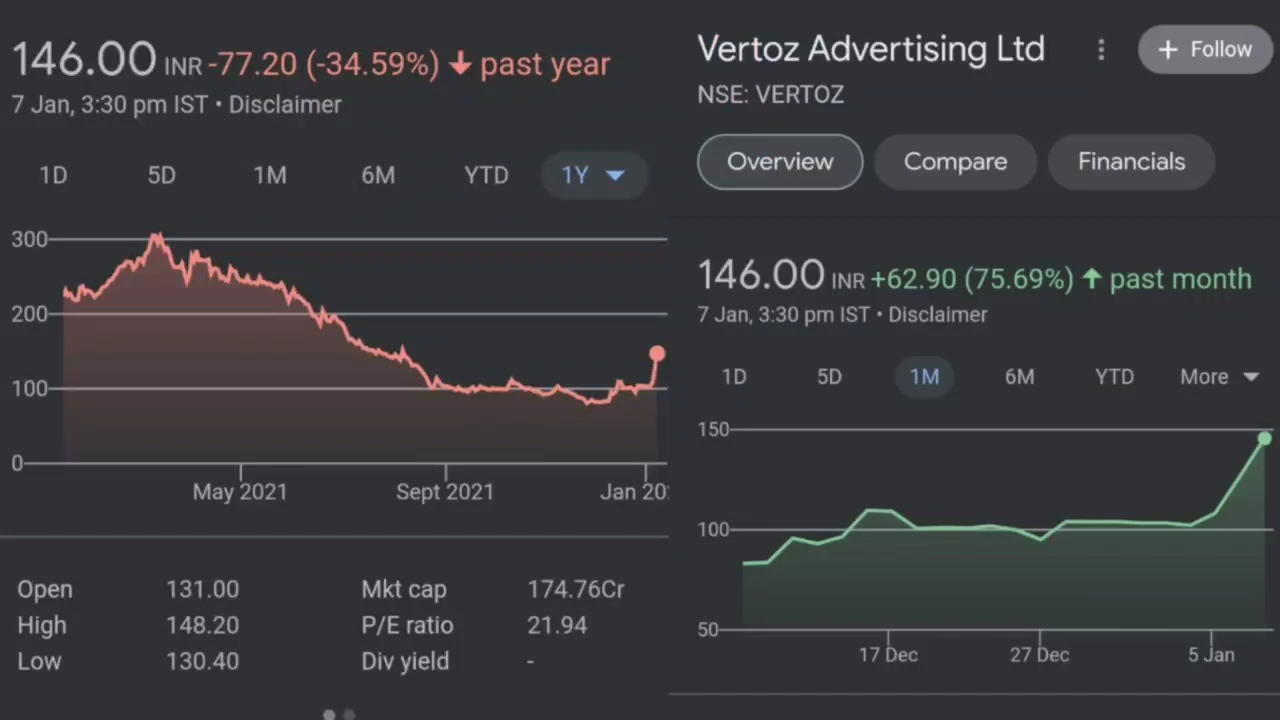 146.00 INR -77.20 (-34.59%) ↓ past year
7 Jan, 3:30 pm IST • Disclaimer
1D 5D 1M 6M YTD 1Y
300
200
100
0
May 2021 Sept 2021 Jan 20
Open 131.00 Mkt cap 174.76Cr
High 148.20 P/E ratio 21.94
Low 130.40 Div yield -
Vertoz Advertising Ltd
+ Follow
NSE: VERTOZ
Overview Compare Financials
146.00 INR +62.90 (75.69%) ↑ past month
7 Jan, 3:30 pm IST • Disclaimer
1D 5D 1M 6M YTD More
150
100
50
17 Dec 27 Dec 5 Jan